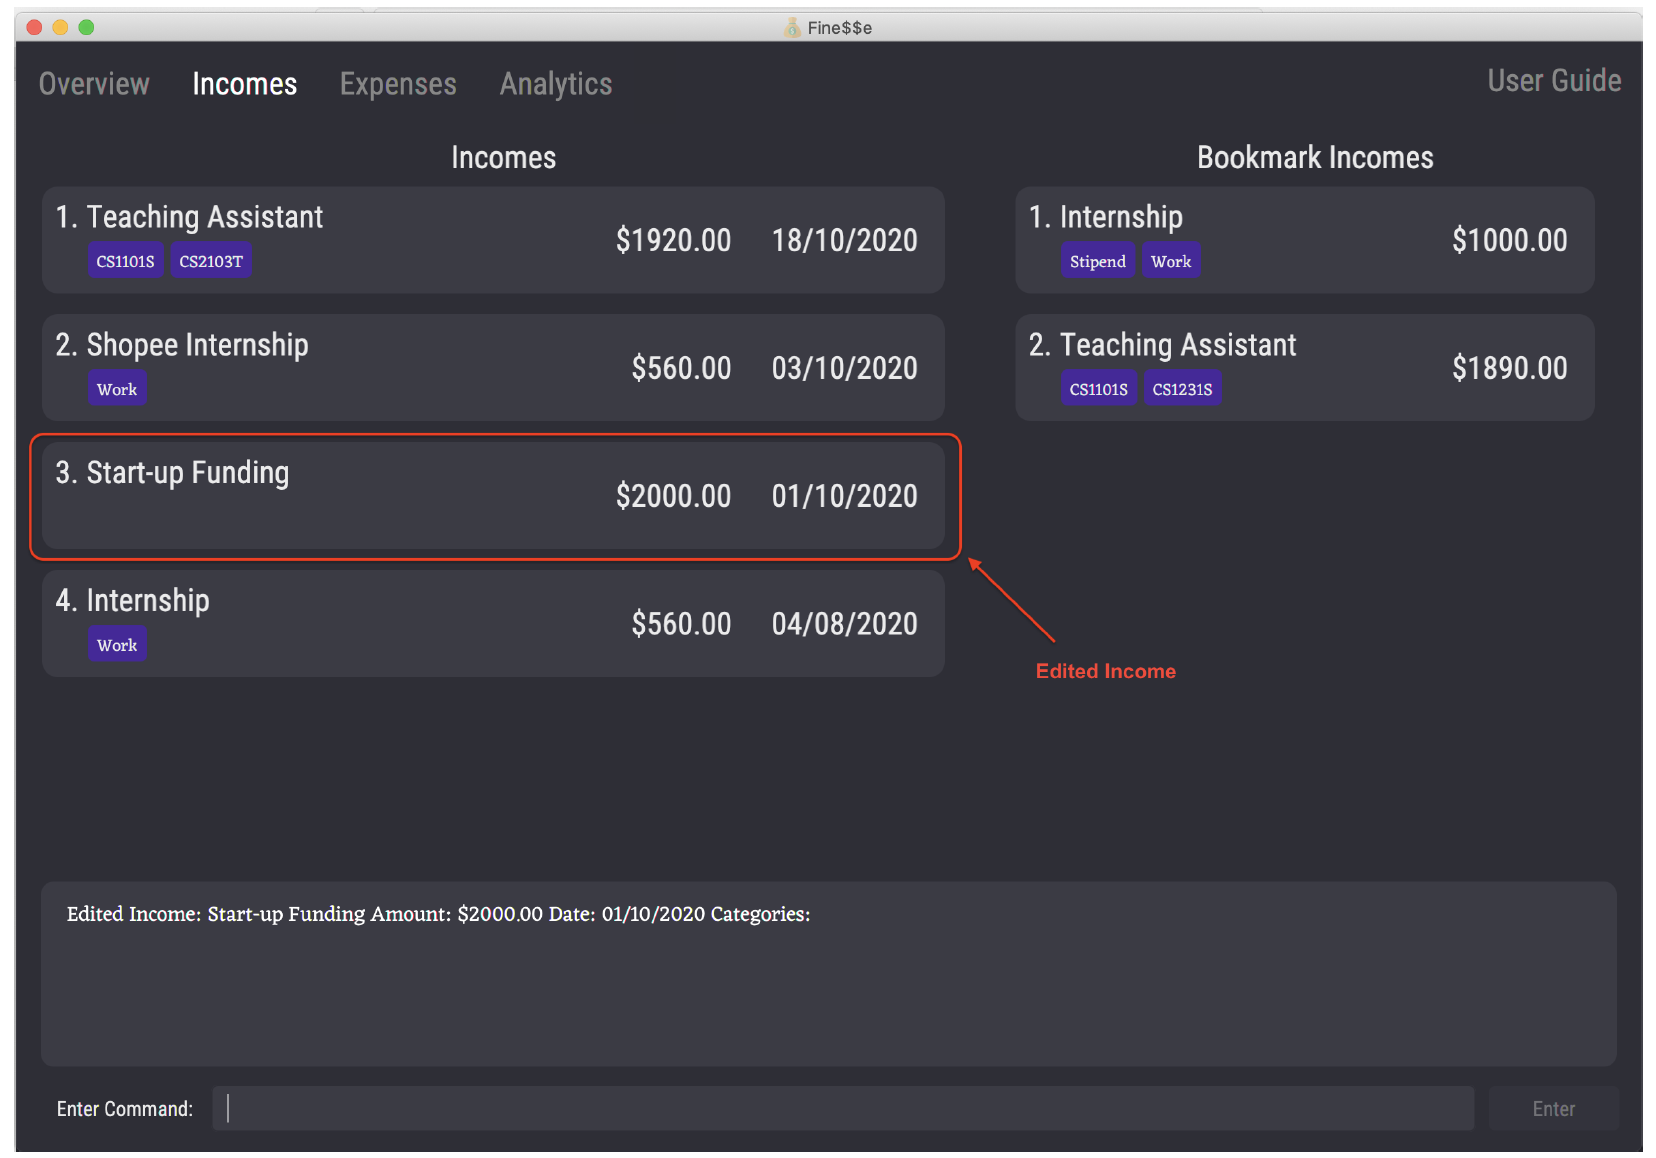 Fine$$e
Overview Incomes Expenses Analytics User Guide
Incomes
1. Teaching Assistant
$1920.00 18/10/2020
CS1101S CS2103T
2. Shopee Internship
$560.00 03/10/2020
Work
3. Start-up Funding
$2000.00 01/10/2020
4. Internship
$560.00 04/08/2020
Work
Bookmark Incomes
1. Internship
$1000.00
Stipend Work
2. Teaching Assistant
$1890.00
CS1101S CS1231S
Edited Income
Edited Income: Start-up Funding Amount: $2000.00 Date: 01/10/2020 Categories:
Enter Command:
Enter